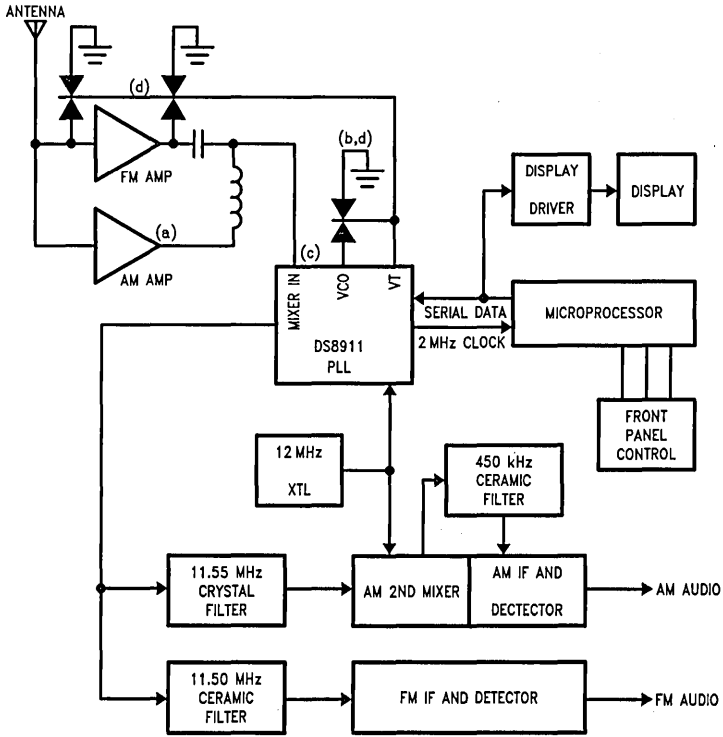 ANTENNA
(d)
FM AMP
(a)
AM AMP
(b,d)
(c)
MIXER IN
VCO
VT
DS8911
PLL
DISPLAY
DRIVER
DISPLAY
SERIAL DATA
2 MHz CLOCK
MICROPROCESSOR
FRONT
PANEL
CONTROL
12 MHz
XTL
450 kHz
CERAMIC
FILTER
11.55 MHz
CRYSTAL
FILTER
AM 2ND MIXER
AM IF AND
DECTECTOR
AM AUDIO
11.50 MHz
CERAMIC
FILTER
FM IF AND DETECTOR
FM AUDIO